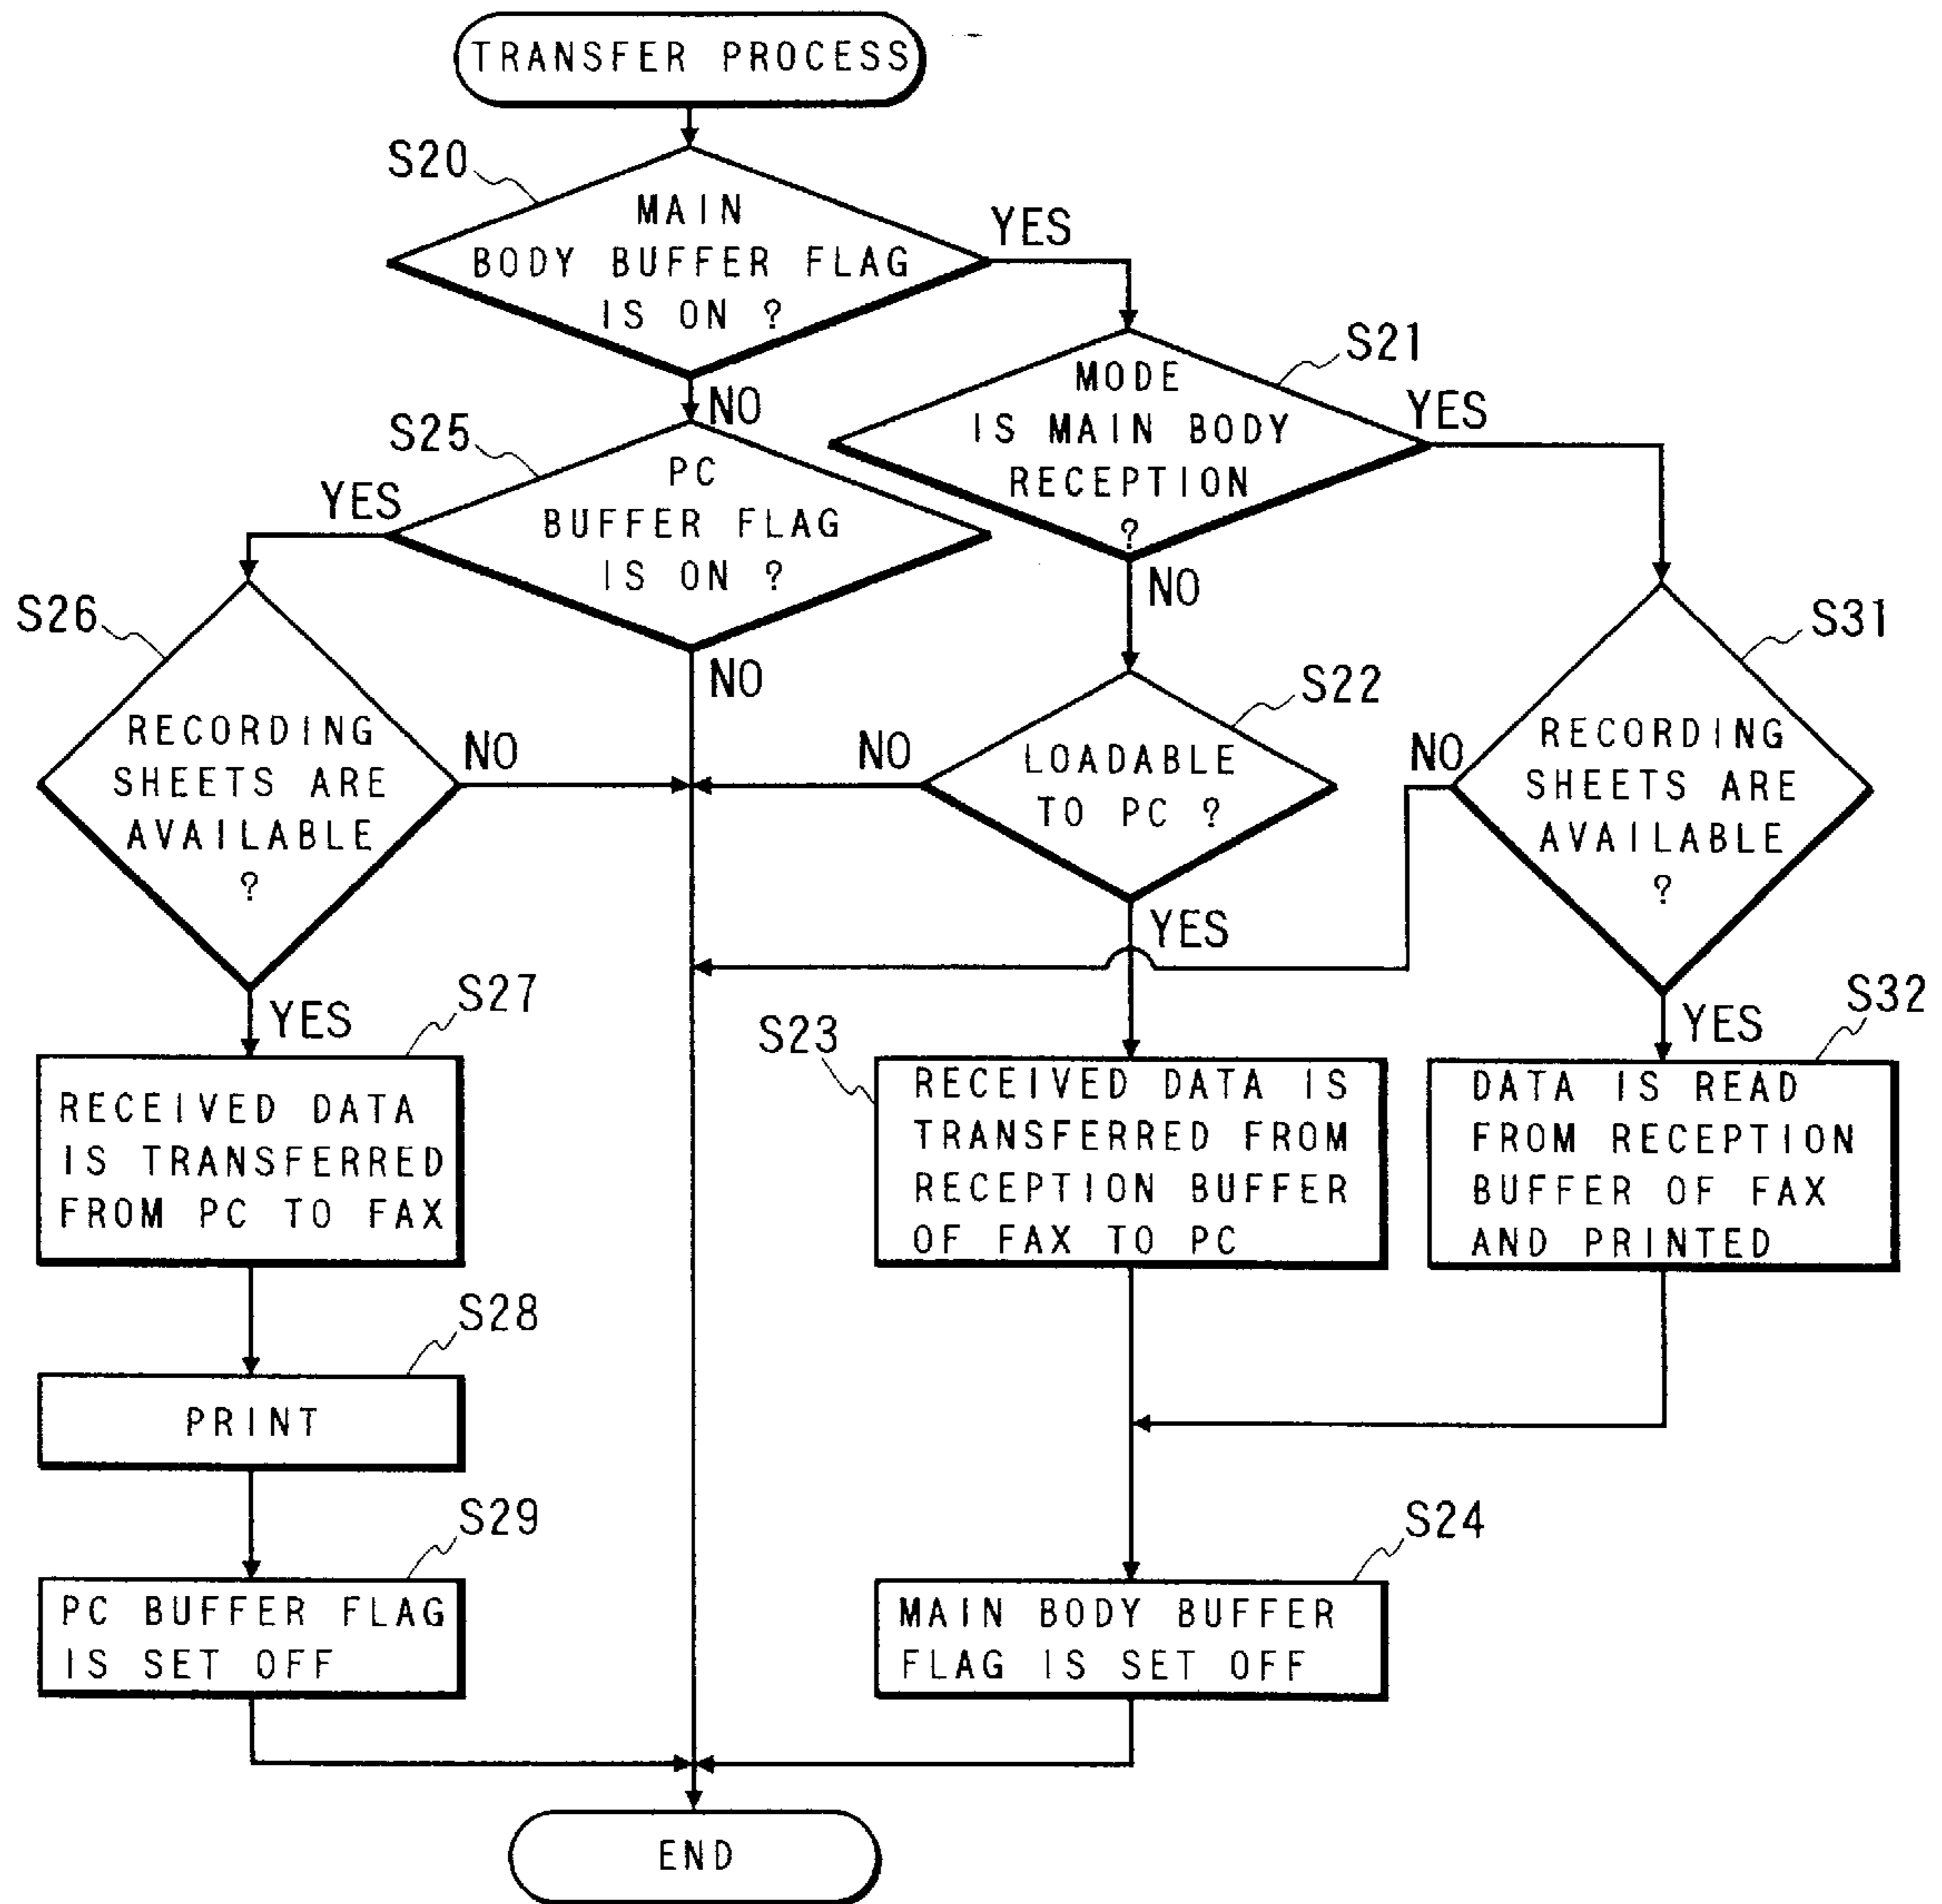 TRANSFER PROCESS
S20
MAIN
BODY BUFFER FLAG
IS ON ?
YES
NO
S21
MODE
IS MAIN BODY
RECEPTION
?
YES
NO
S25
PC
BUFFER FLAG
IS ON ?
YES
NO
S26
RECORDING
SHEETS ARE
AVAILABLE
?
NO
YES
S22
LOADABLE
TO PC ?
NO
YES
S31
RECORDING
SHEETS ARE
AVAILABLE
?
NO
YES
S27
RECEIVED DATA
IS TRANSFERRED
FROM PC TO FAX
S23
RECEIVED DATA IS
TRANSFERRED FROM
RECEPTION BUFFER
OF FAX TO PC
S32
DATA IS READ
FROM RECEPTION
BUFFER OF FAX
AND PRINTED
S28
PRINT
S29
PC BUFFER FLAG
IS SET OFF
S24
MAIN BODY BUFFER
FLAG IS SET OFF
END